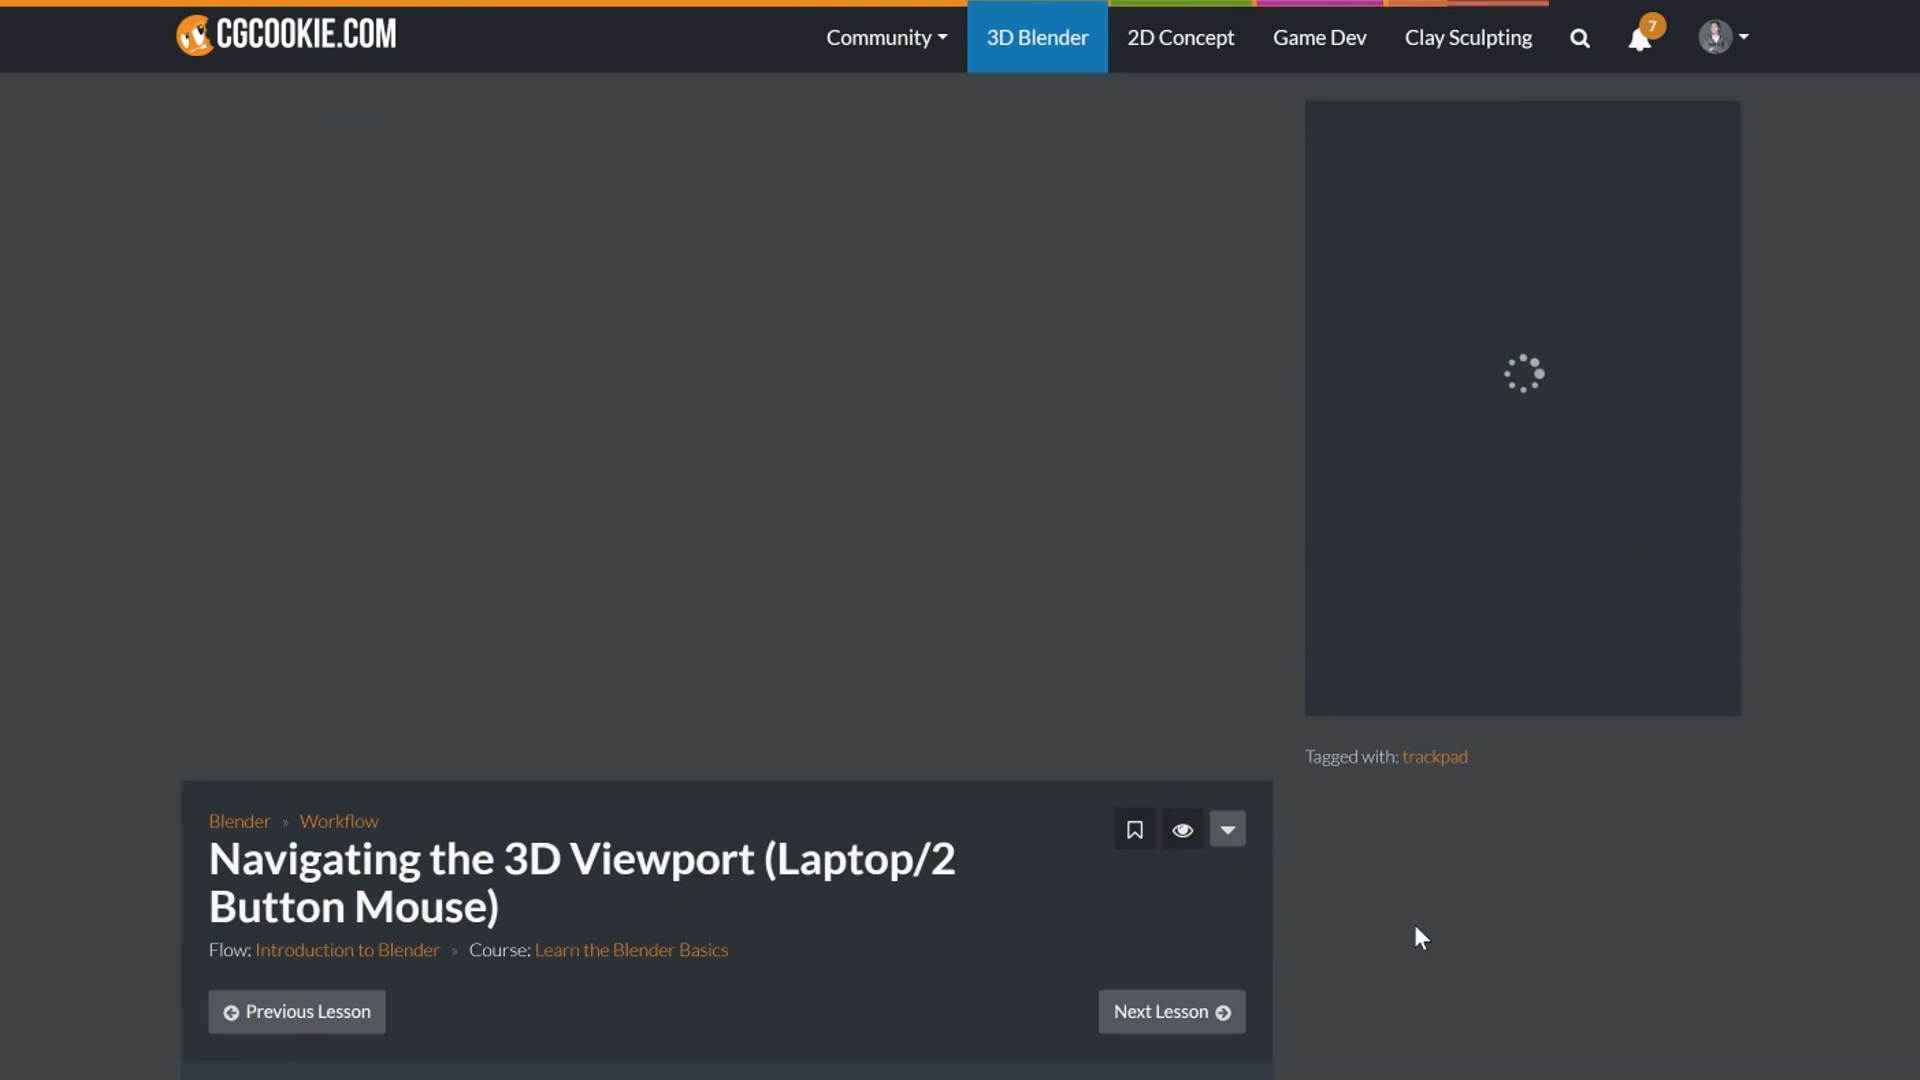 CGCOOKIE.COM
Community
3D Blender
2D Concept
Game Dev
Clay Sculpting
7
Tagged with: trackpad
Blender » Workflow
Navigating the 3D Viewport (Laptop/2
Button Mouse)
Flow: Introduction to Blender » Course: Learn the Blender Basics
Previous Lesson
Next Lesson